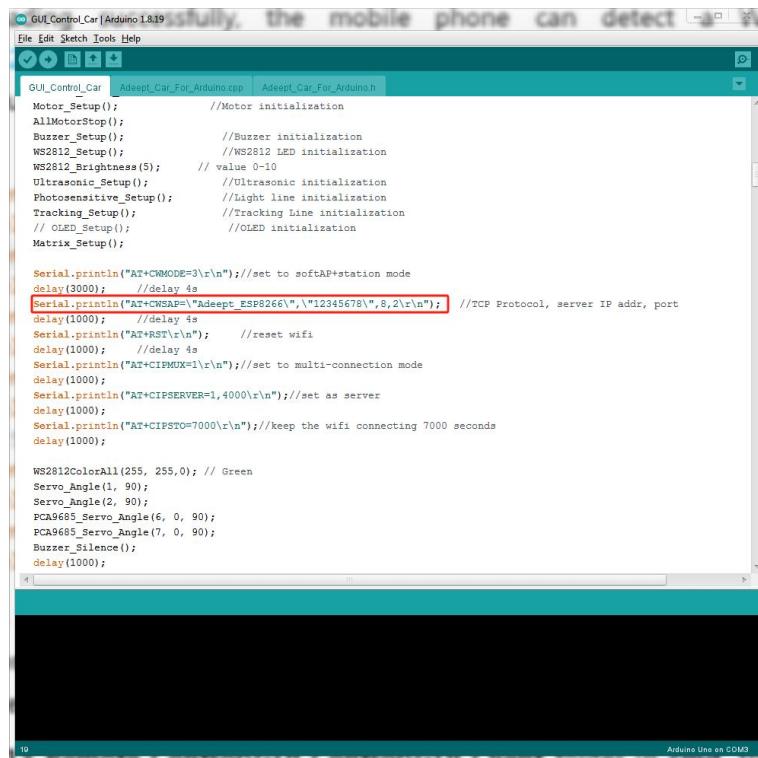 ding successfully, the mobile phone can detect a
GUI_Control_Car | Arduino 1.8.19
File Edit Sketch Tools Help
GUI_Control_Car Adeept_Car_For_Arduino.cpp Adeept_Car_For_Arduino.h
Motor_Setup(); //Motor initialization
AllMotorStop();
Buzzer_Setup(); //Buzzer initialization
WS2812_Setup(); //WS2812 LED initialization
WS2812_Brightness(5); // value 0-10
Ultrasonic_Setup(); //Ultrasonic initialization
Photosensitive_Setup(); //Light line initialization
Tracking_Setup(); //Tracking Line initialization
// OLED_Setup(); //OLED initialization
Matrix_Setup();
Serial.println("AT+CWMODE=3\r\n");//set to softAP+station mode
delay(3000); //delay 4s
Serial.println("AT+CWSAP=\"Adeept_ESP8266\",\"12345678\",8,2\r\n"); //TCP Protocol, server IP addr, port
delay(1000); //delay 4s
Serial.println("AT+RST\r\n"); //reset wifi
delay(1000); //delay 4s
Serial.println("AT+CIPMUX=1\r\n");//set to multi-connection mode
delay(1000);
Serial.println("AT+CIPSERVER=1,4000\r\n");//set as server
delay(1000);
Serial.println("AT+CIPSTO=7000\r\n");//keep the wifi connecting 7000 seconds
delay(1000);
WS2812ColorAll(255, 255,0); // Green
Servo_Angle(1, 90);
Servo_Angle(2, 90);
PCA9685_Servo_Angle(6, 0, 90);
PCA9685_Servo_Angle(7, 0, 90);
Buzzer_Silence();
delay(1000);
19 Arduino Uno on COM3